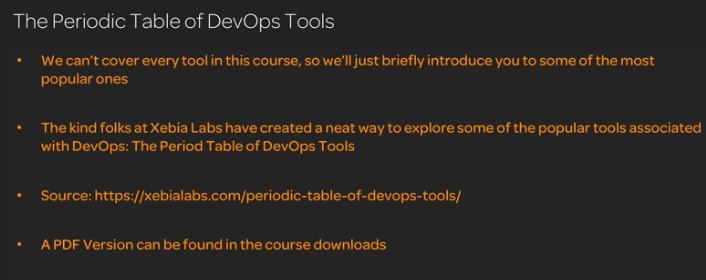 The Periodic Table of DevOps Tools
• We can't cover every tool in this course, so we'll just briefly introduce you to some of the most
popular ones
• The kind folks at Xebia Labs have created a neat way to explore some of the popular tools associated
with DevOps: The Period Table of DevOps Tools
• Source: https://xebialabs.com/periodic-table-of-devops-tools/
• A PDF Version can be found in the course downloads